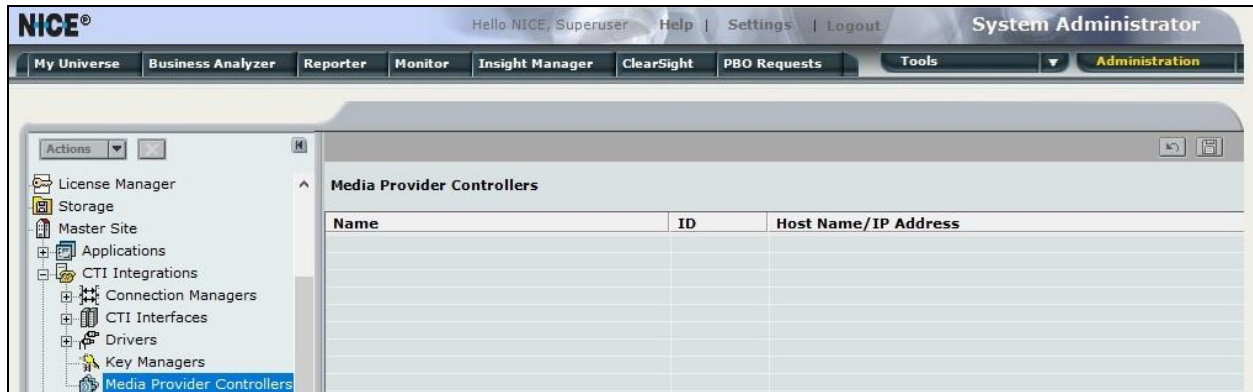 NICE®
Hello NICE, Superuser Help | Settings | Logout System Administrator
My Universe Business Analyzer Reporter Monitor Insight Manager ClearSight PBO Requests Tools Administration
Actions
License Manager
Storage
Master Site
Applications
CTI Integrations
Connection Managers
CTI Interfaces
Drivers
Key Managers
Media Provider Controllers
Media Provider Controllers
Name ID Host Name/IP Address